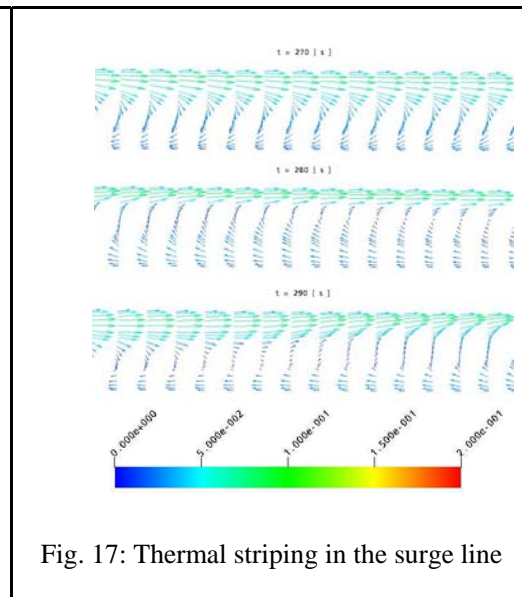 t = 270 [ s ]
t = 280 [ s ]
t = 290 [ s ]
0.000e+000
5.000e-002
1.000e-001
1.500e-001
2.000e-001
Fig. 17: Thermal striping in the surge line